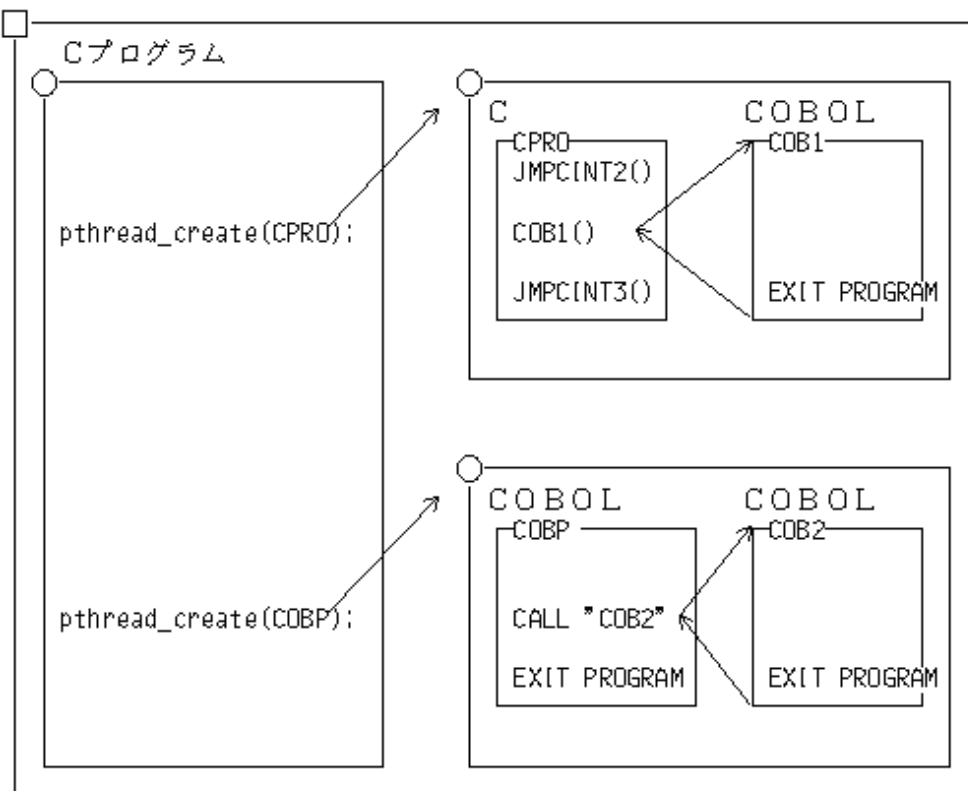 Cプログラム
pthread_create(CPRO);
pthread_create(COBP);
C
CPRO
JMPCINT2()
COB1()
JMPCINT3()
COBOL
COB1
EXIT PROGRAM
COBOL
COBP
CALL "COB2"
EXIT PROGRAM
COBOL
COB2
EXIT PROGRAM